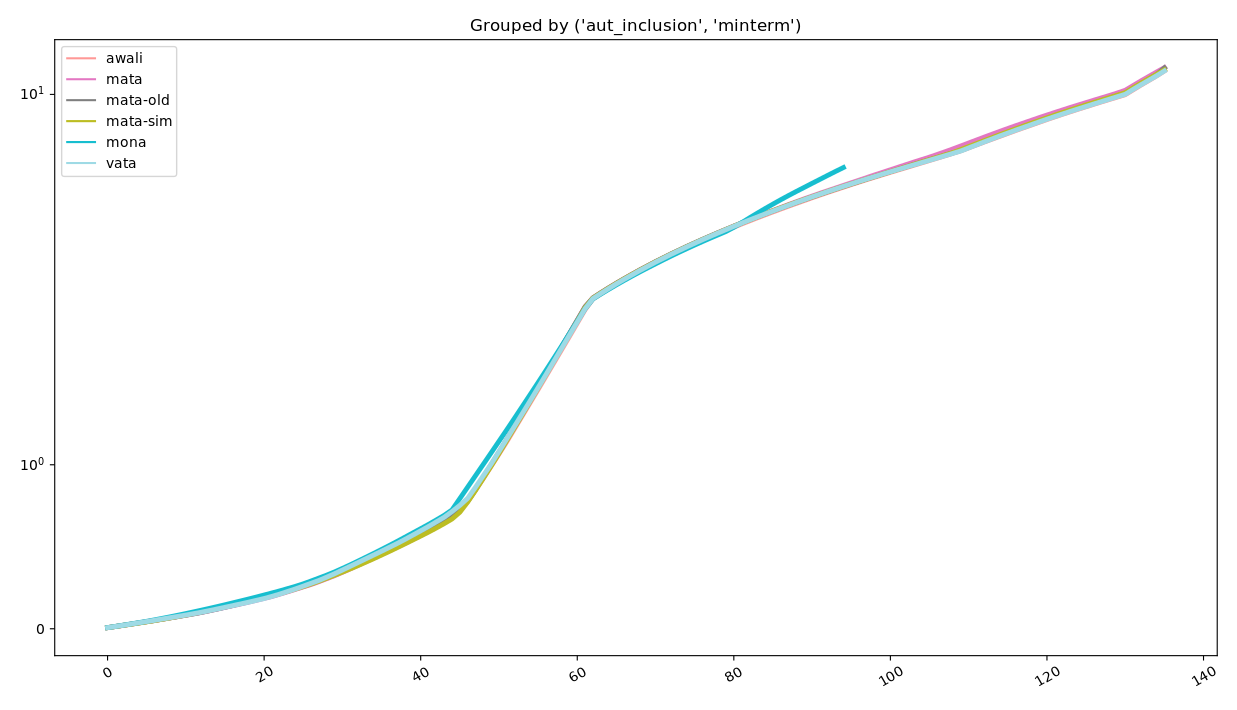 Grouped by ('aut_inclusion', 'minterm')
awali
mata
mata-old
mata-sim
mona
vata
10¹
10⁰
0
0 20 40 60 80 100 120 140